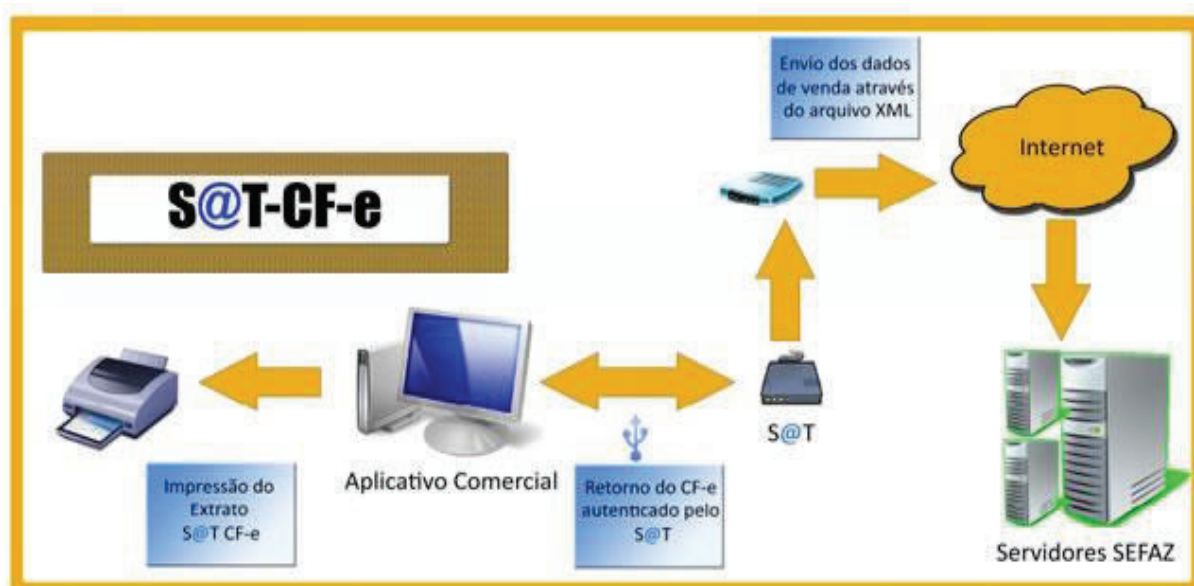 Envio dos dados
de venda através
do arquivo XML
Internet
S@T-CF-e
S@T
Aplicativo Comercial
Impressão do
Extrato
S@T CF-e
Retorno do CF-e
autenticado pelo
S@T
Servidores SEFAZ